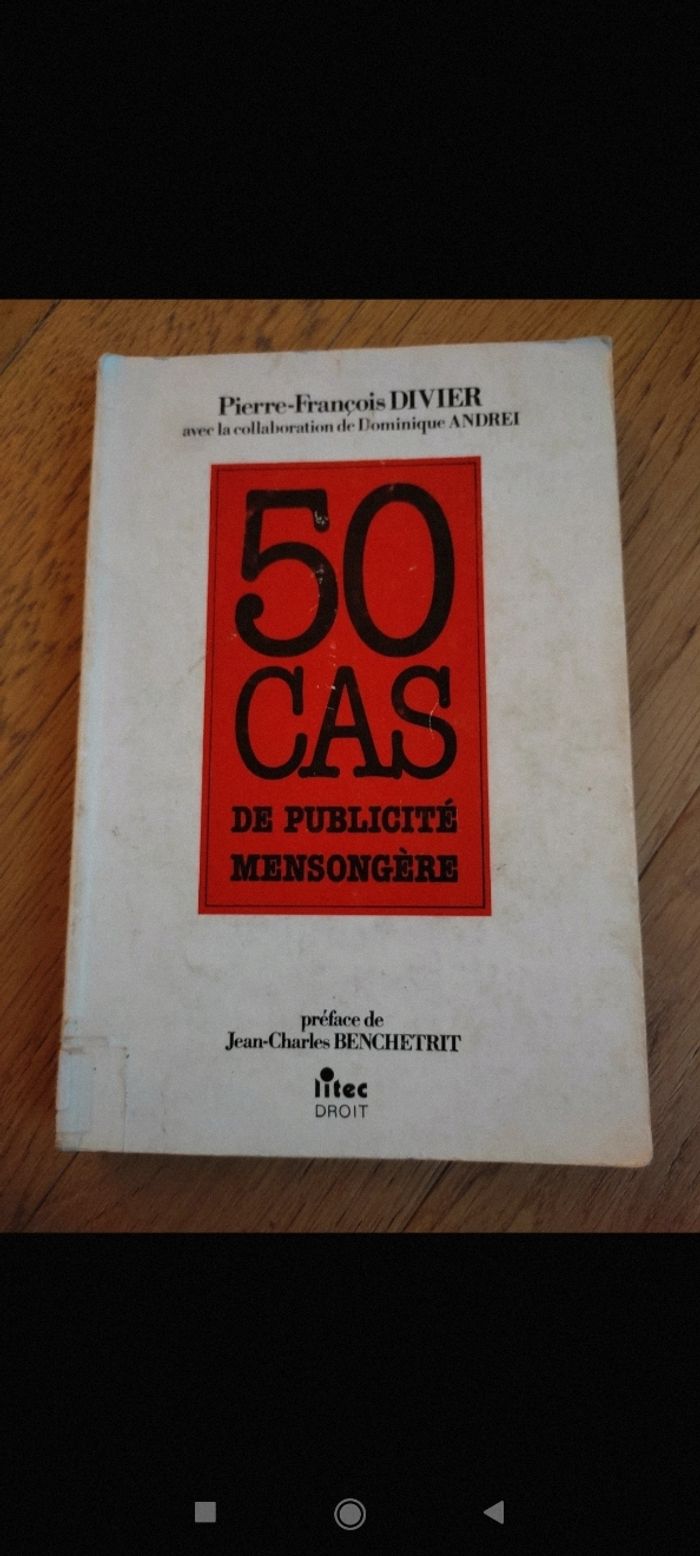 Pierre-François DIVIER
avec la collaboration de Dominique ANDREI
50
CAS
DE PUBLICITÉ
MENSONGÈRE
préface de
Jean-Charles BENCHETRIT
litec
DROIT